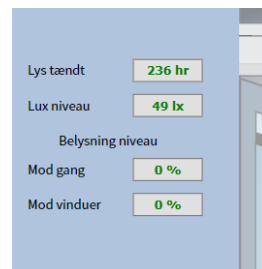 Lys tændt 236 hr
Lux niveau 49 lx
Belysning niveau
Mod gang 0 %
Mod vinduer 0 %